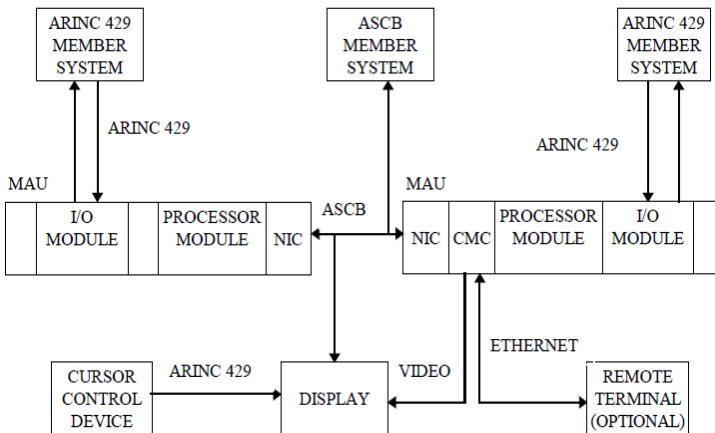 ARINC 429
MEMBER
SYSTEM
ASCB
MEMBER
SYSTEM
ARINC 429
MEMBER
SYSTEM
ARINC 429
ARINC 429
MAU
MAU
I/O
MODULE
PROCESSOR
MODULE
NIC
ASCB
NIC
CMC
PROCESSOR
MODULE
I/O
MODULE
ETHERNET
ARINC 429
VIDEO
CURSOR
CONTROL
DEVICE
DISPLAY
REMOTE
TERMINAL
(OPTIONAL)